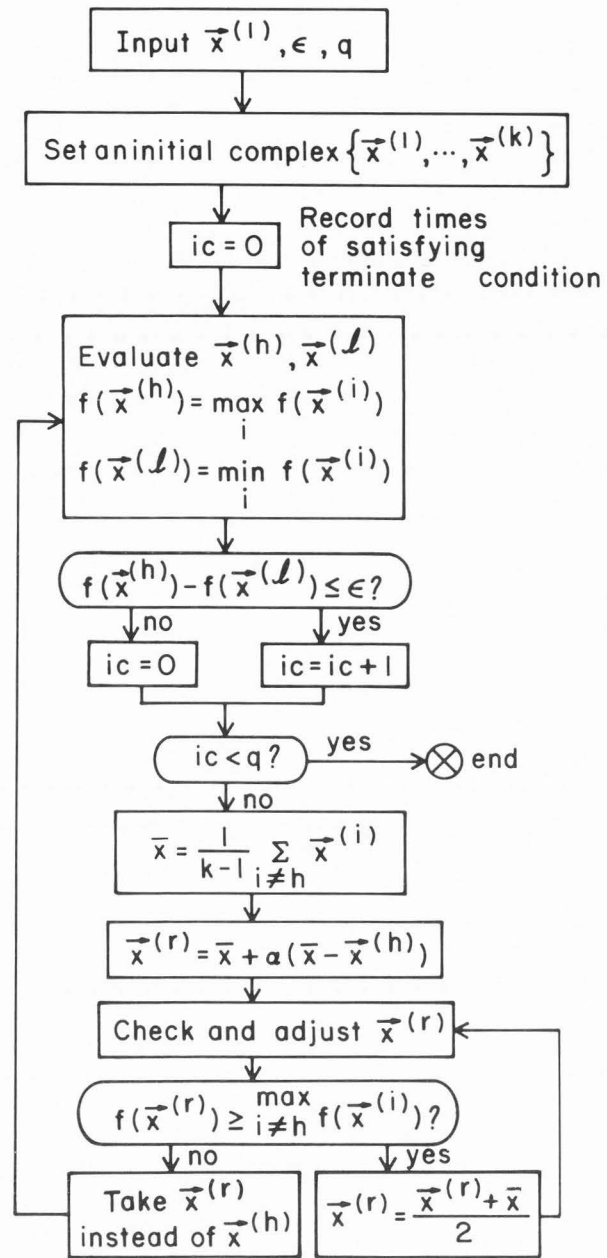 Input x⃗^(1), ϵ, q
Set an initial complex {x⃗^(1), ⋯, x⃗^(k)}
ic = 0
Record times
of satisfying
terminate condition
Evaluate x⃗^(h), x⃗^(ℓ)
f(x⃗^(h)) = max f(x⃗^(i))
i
f(x⃗^(ℓ)) = min f(x⃗^(i))
i
f(x⃗^(h)) – f(x⃗^(ℓ)) ≤ ϵ?
no
yes
ic = 0
ic = ic + 1
ic < q?
yes
end
no
x̄ = 1/(k-1) Σ x⃗^(i)
i≠h
x⃗^(r) = x̄ + α(x̄ - x⃗^(h))
Check and adjust x⃗^(r)
f(x⃗^(r)) ≥ max f(x⃗^(i))?
i≠h
no
yes
Take x⃗^(r)
instead of x⃗^(h)
x⃗^(r) = (x⃗^(r) + x̄)/2